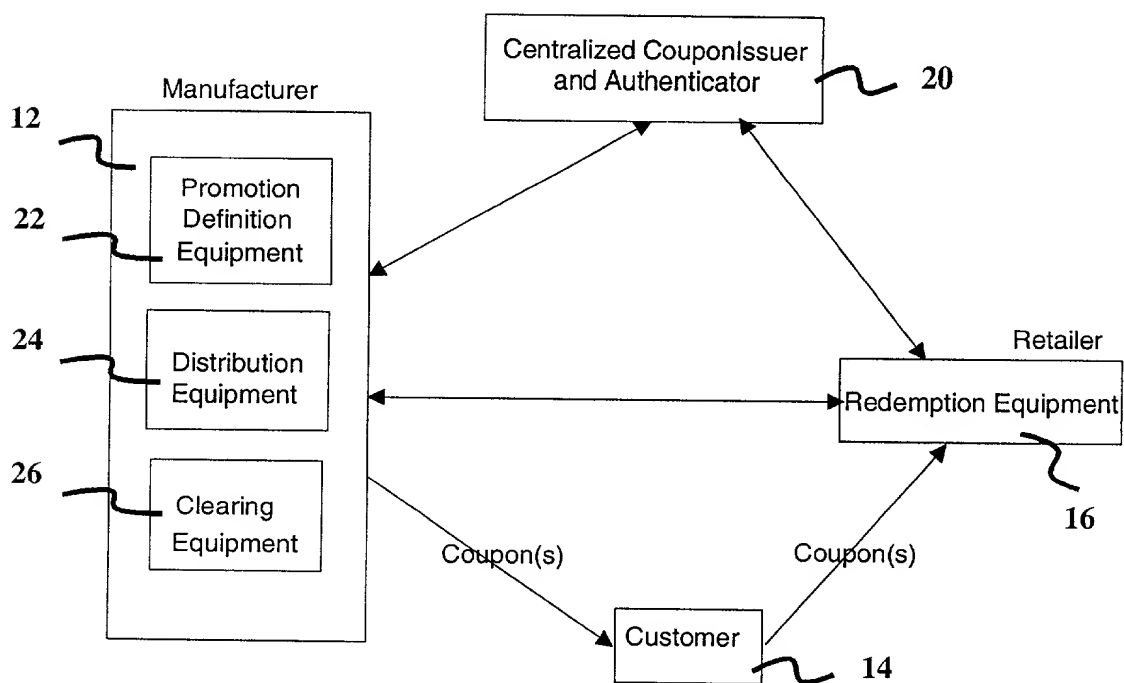 Centralized CouponIssuer
and Authenticator
20
Manufacturer
12
Promotion
Definition
Equipment
22
24
Distribution
Equipment
26
Clearing
Equipment
Retailer
Redemption Equipment
16
Coupon(s)
Coupon(s)
Customer
14